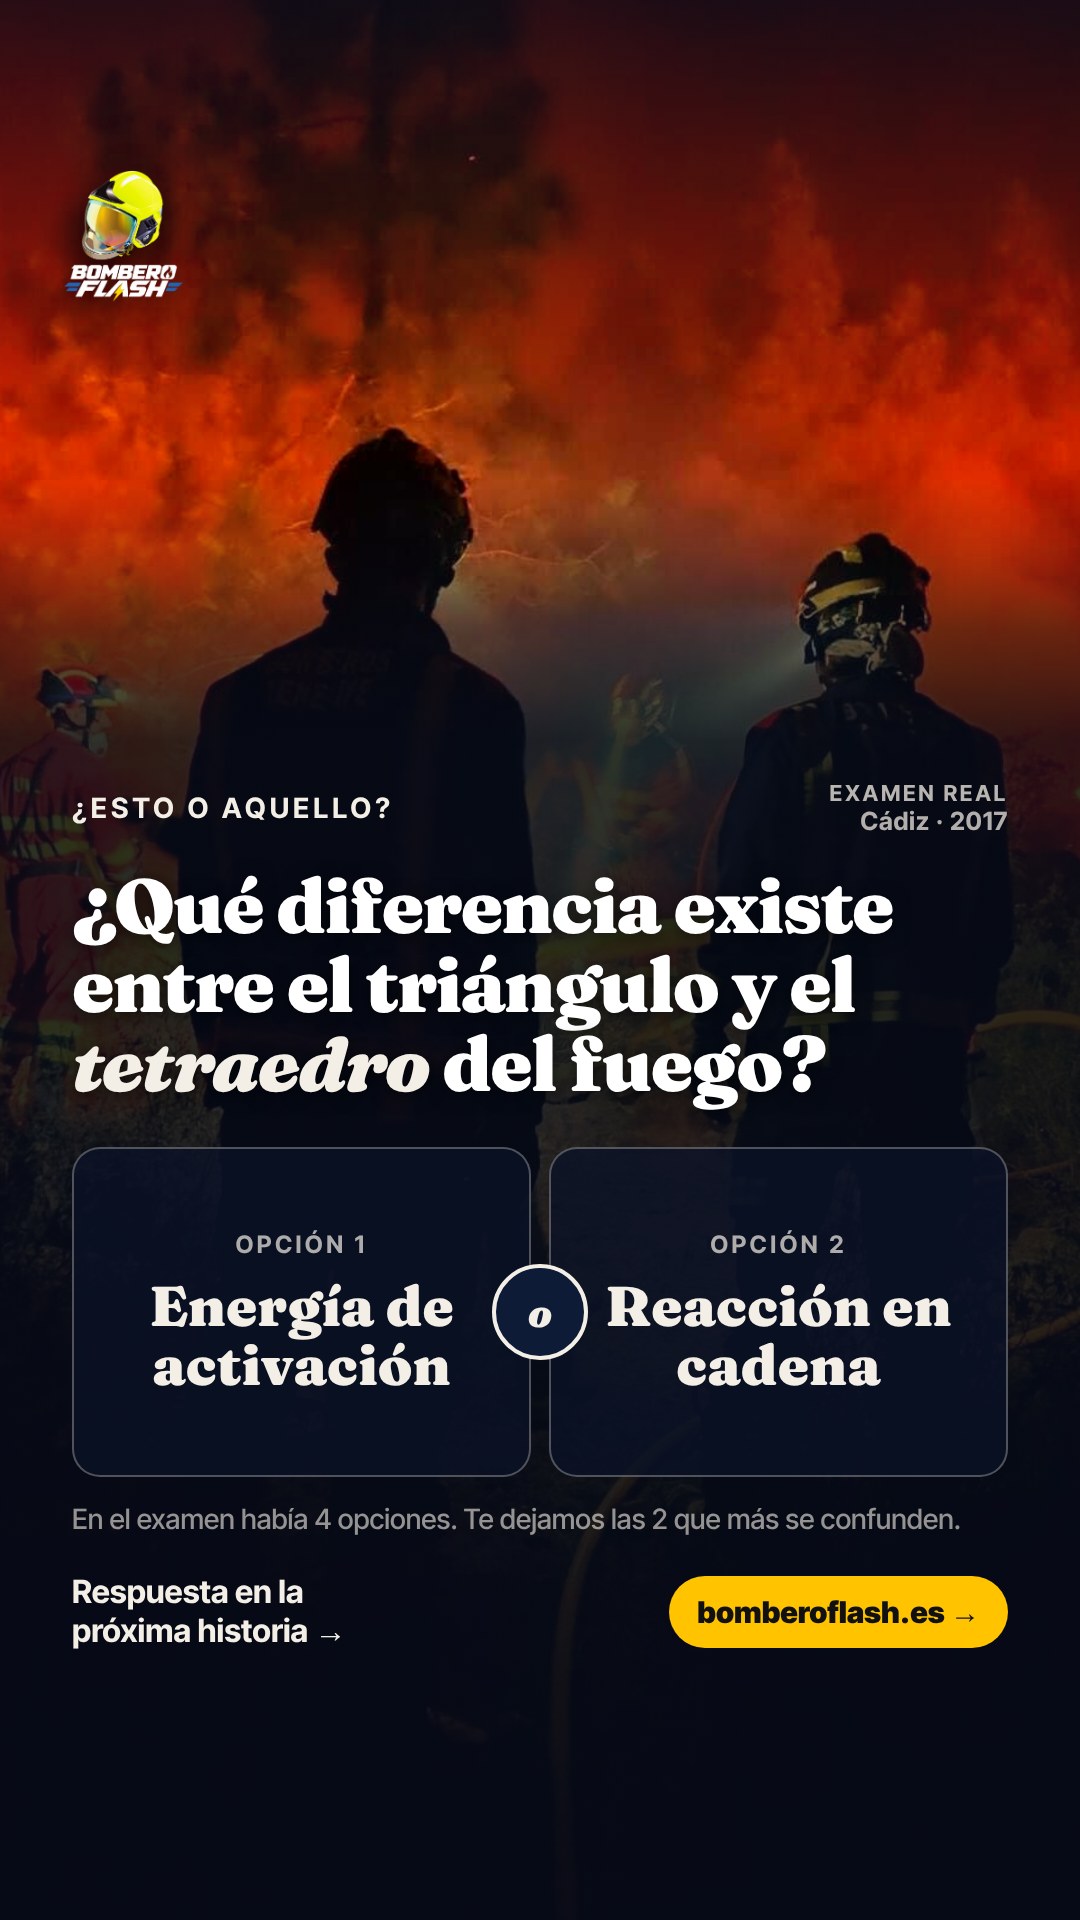 BOMBERO
FLASH
¿ESTO O AQUELLO?
EXAMEN REAL
Cádiz · 2017
¿Qué diferencia existe
entre el triángulo y el
tetraedro del fuego?
OPCIÓN 1
Energía de
activación
o
OPCIÓN 2
Reacción en
cadena
En el examen había 4 opciones. Te dejamos las 2 que más se confunden.
Respuesta en la
próxima historia →
bomberoflash.es →